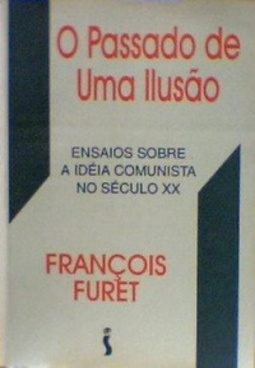 O Passado de
Uma Ilusão
ENSAIOS SOBRE
A IDÉIA COMUNISTA
NO SÉCULO XX
FRANÇOIS
FURET